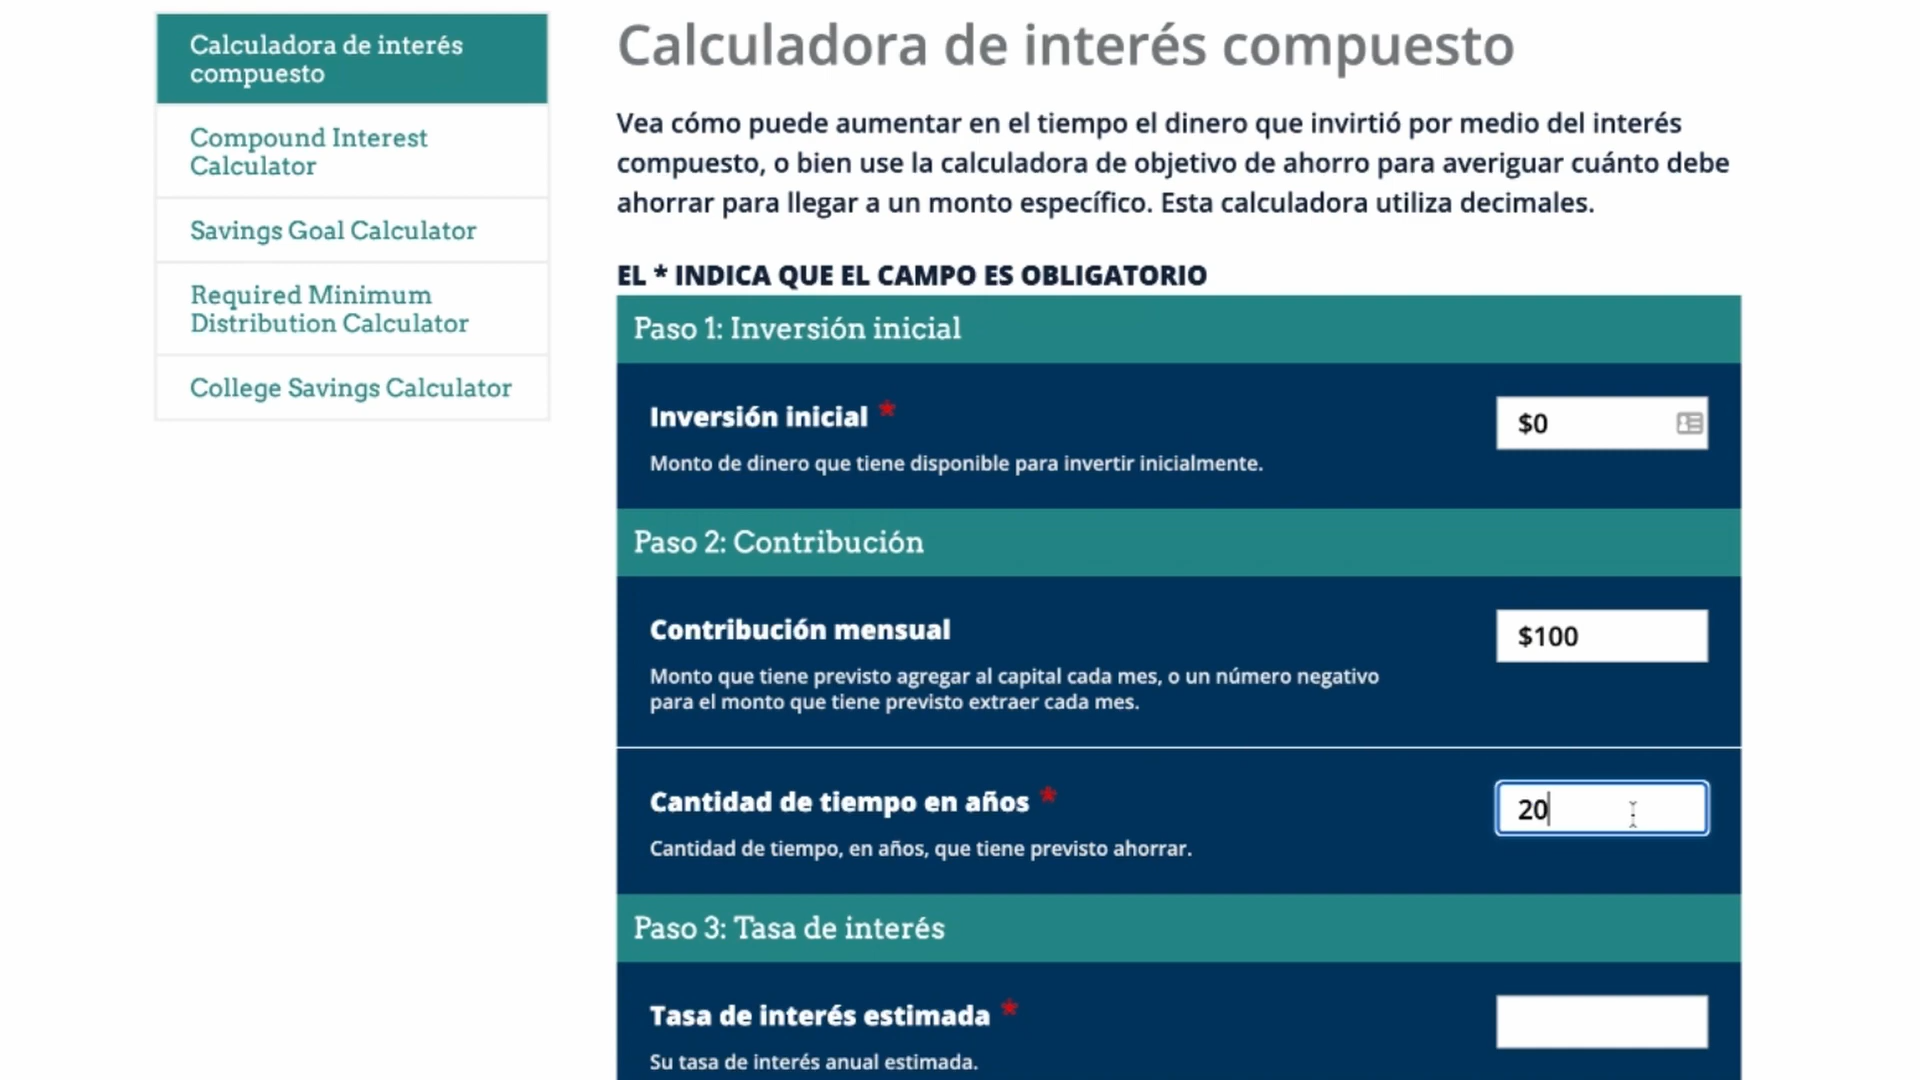 Calculadora de interés
compuesto
Compound Interest
Calculator
Savings Goal Calculator
Required Minimum
Distribution Calculator
College Savings Calculator
Calculadora de interés compuesto
Vea cómo puede aumentar en el tiempo el dinero que invirtió por medio del interés
compuesto, o bien use la calculadora de objetivo de ahorro para averiguar cuánto debe
ahorrar para llegar a un monto específico. Esta calculadora utiliza decimales.
EL * INDICA QUE EL CAMPO ES OBLIGATORIO
Paso 1: Inversión inicial
Inversión inicial *
$0
Monto de dinero que tiene disponible para invertir inicialmente.
Paso 2: Contribución
Contribución mensual
$100
Monto que tiene previsto agregar al capital cada mes, o un número negativo
para el monto que tiene previsto extraer cada mes.
Cantidad de tiempo en años *
20
Cantidad de tiempo, en años, que tiene previsto ahorrar.
Paso 3: Tasa de interés
Tasa de interés estimada *
Su tasa de interés anual estimada.